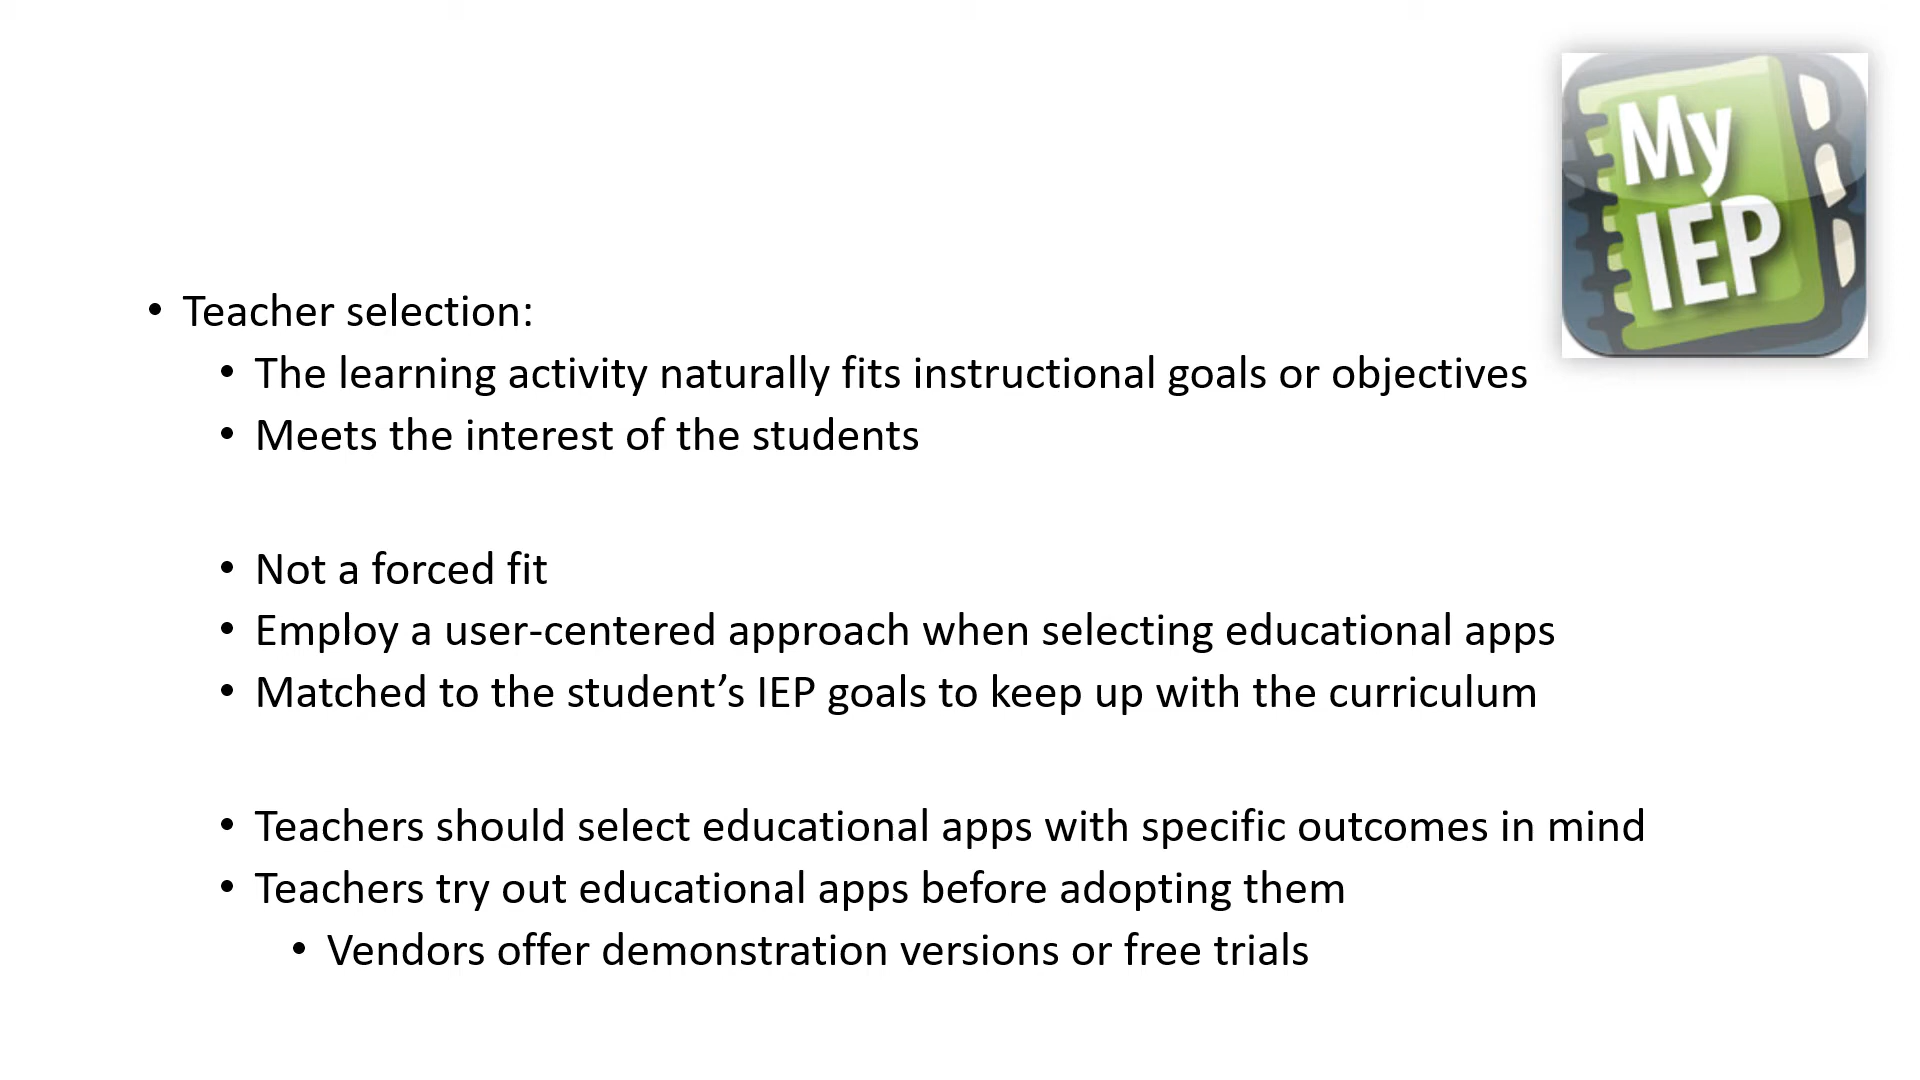 My
IEP
• Teacher selection:
• The learning activity naturally fits instructional goals or objectives
• Meets the interest of the students
• Not a forced fit
• Employ a user-centered approach when selecting educational apps
• Matched to the student’s IEP goals to keep up with the curriculum
• Teachers should select educational apps with specific outcomes in mind
• Teachers try out educational apps before adopting them
• Vendors offer demonstration versions or free trials